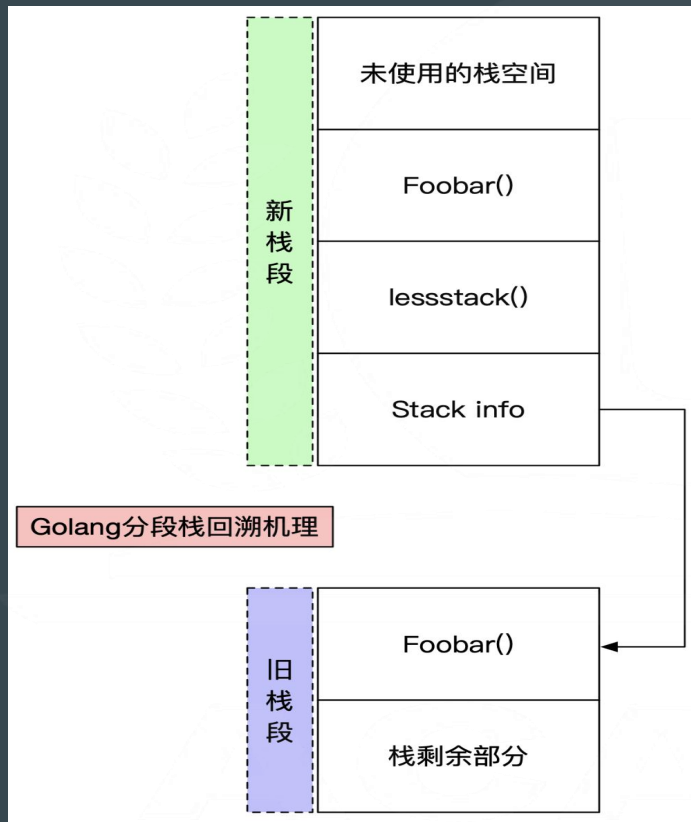 未使用的栈空间
Foobar()
新栈段
lessstack()
Stack info
Golang分段栈回溯机理
Foobar()
旧栈段
栈剩余部分